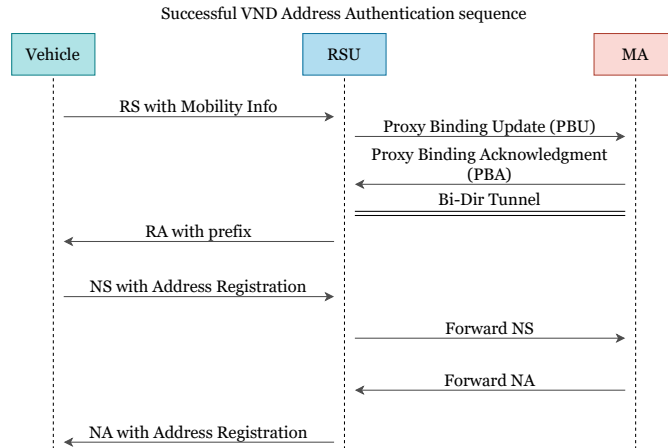 Successful VND Address Authentication sequence
Vehicle
RSU
MA
RS with Mobility Info
Proxy Binding Update (PBU)
Proxy Binding Acknowledgment
(PBA)
Bi-Dir Tunnel
RA with prefix
NS with Address Registration
Forward NS
Forward NA
NA with Address Registration